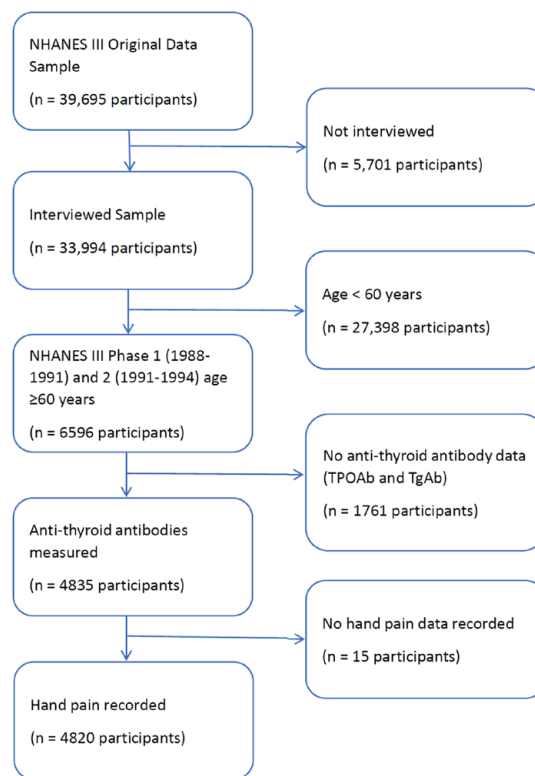 NHANES III Original Data
Sample
(n = 39,695 participants)
Not interviewed
(n = 5,701 participants)
Interviewed Sample
(n = 33,994 participants)
Age < 60 years
(n = 27,398 participants)
NHANES III Phase 1 (1988-
1991) and 2 (1991-1994) age
≥60 years
(n = 6596 participants)
No anti-thyroid antibody data
(TPOAb and TgAb)
(n = 1761 participants)
Anti-thyroid antibodies
measured
(n = 4835 participants)
No hand pain data recorded
(n = 15 participants)
Hand pain recorded
(n = 4820 participants)